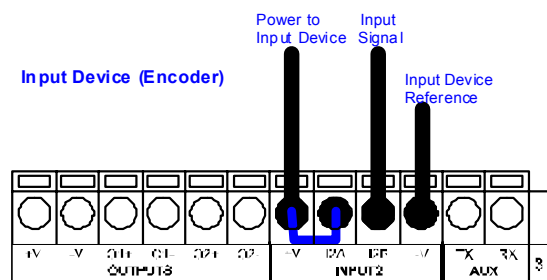 Power to
Input Device
Input
Signal
Input Device (Encoder)
Input Device
Reference
+V -V O1+ O1- O2+ O2- +V I2A I2B -V TX RX
OUTPUTS INPUT2 AUX